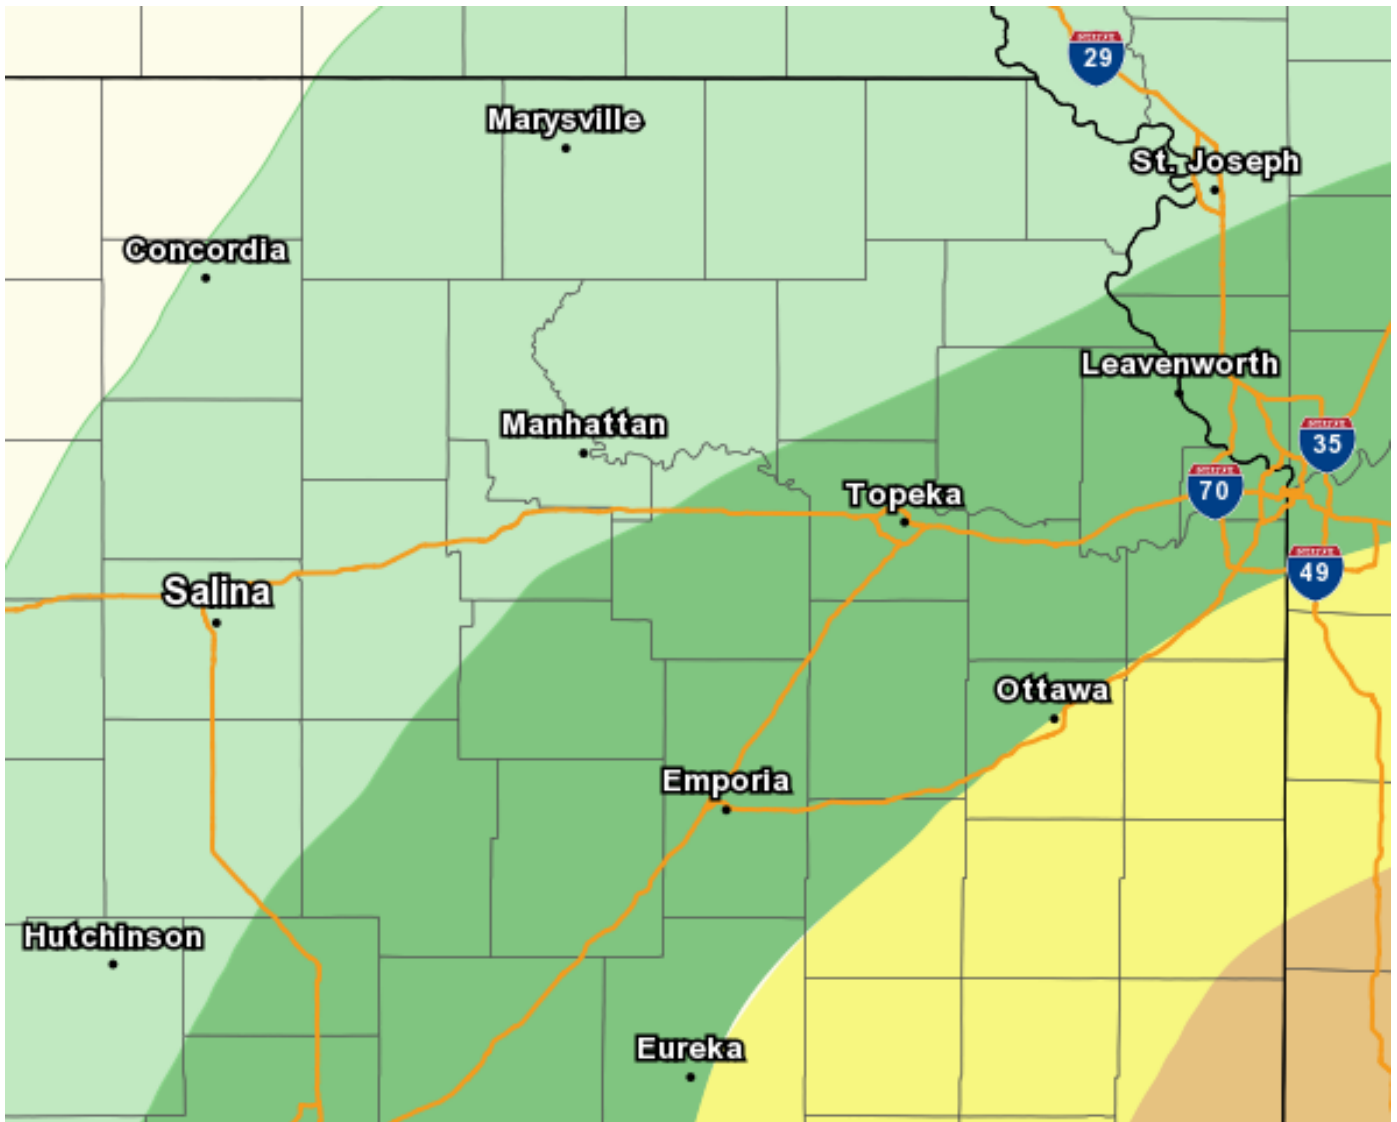 29
Marysville
St. Joseph
Concordia
Leavenworth
Manhattan
35
Topeka
70
49
Salina
Ottawa
Emporia
Hutchinson
Eureka